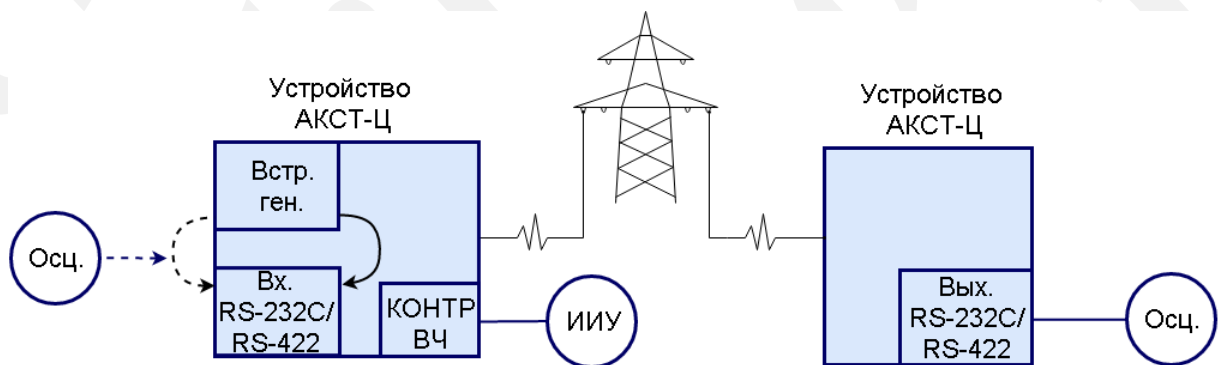 Устройство
АКСТ-Ц
Устройство
АКСТ-Ц
Встр.
ген.
Осц.
Вх.
RS-232C/
RS-422
КОНТР
ВЧ
ИИУ
Вых.
RS-232C/
RS-422
Осц.